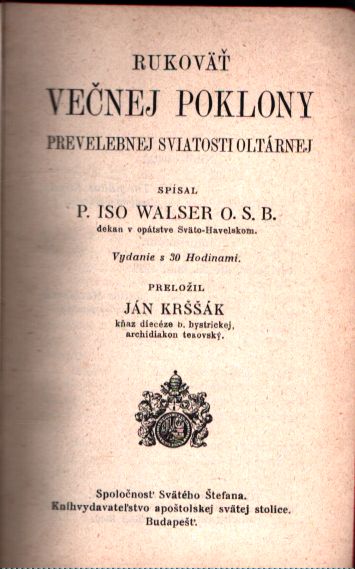 RUKOVÄŤ
VEČNEJ POKLONY
PREVELEBNEJ SVIATOSTI OLTÁRNEJ
SPÍSAL
P. ISO WALSER O. S. B.
dekan v opátstve Sväto-Havelskom.
Vydanie s 30 Hodinami.
PRELOŽIL
JÁN KRŠŠÁK
kňaz diecéze b. bystrickej,
archidiakon tekovský.
Spoločnosť Svätého Štefana.
Knihvydavateľstvo apoštolskej svätej stolice.
Budapešť.